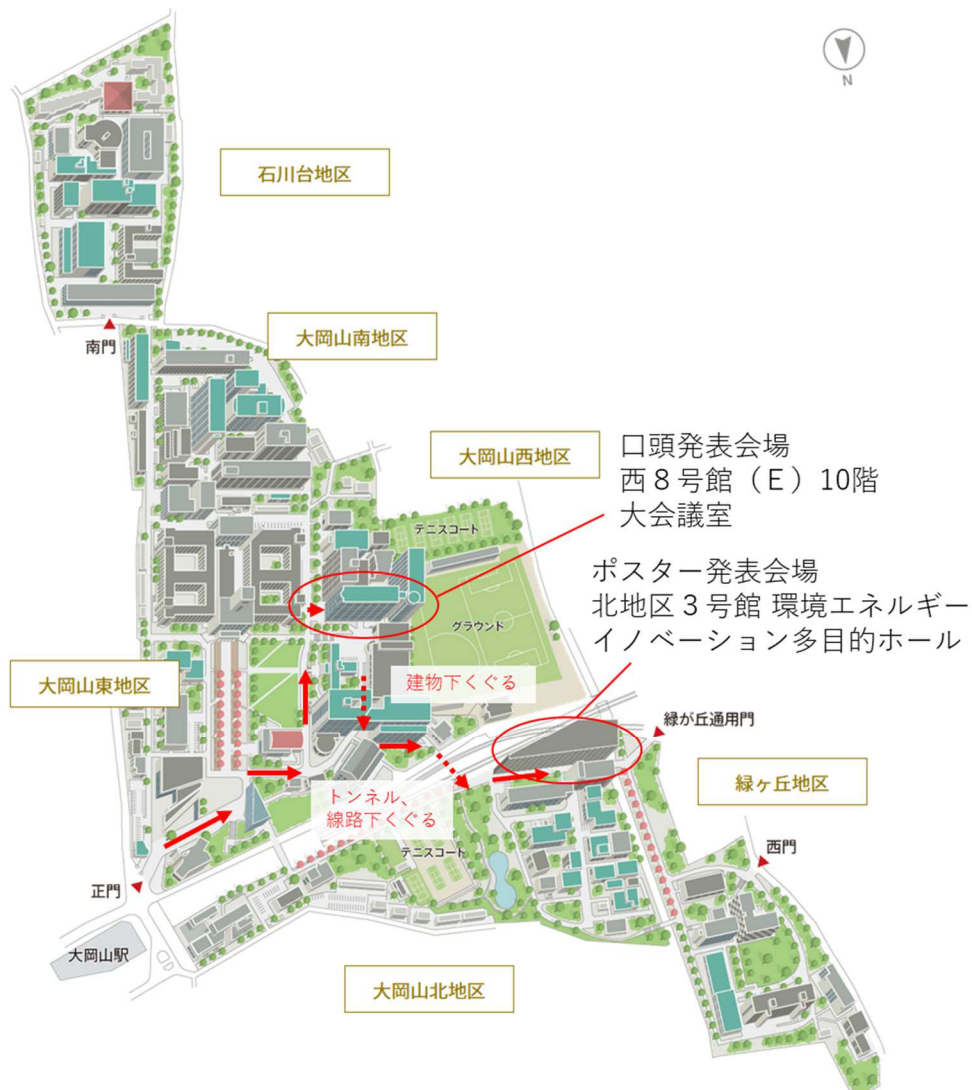 N
石川台地区
南門
大岡山南地区
大岡山西地区
口頭発表会場
西８号館（Ｅ）10階
大会議室
テニスコート
ポスター発表会場
北地区３号館 環境エネルギー
イノベーション多目的ホール
グラウンド
大岡山東地区
建物下くぐる
緑が丘通用門
緑ヶ丘地区
トンネル、
線路下くぐる
テニスコート
西門
正門
大岡山駅
大岡山北地区